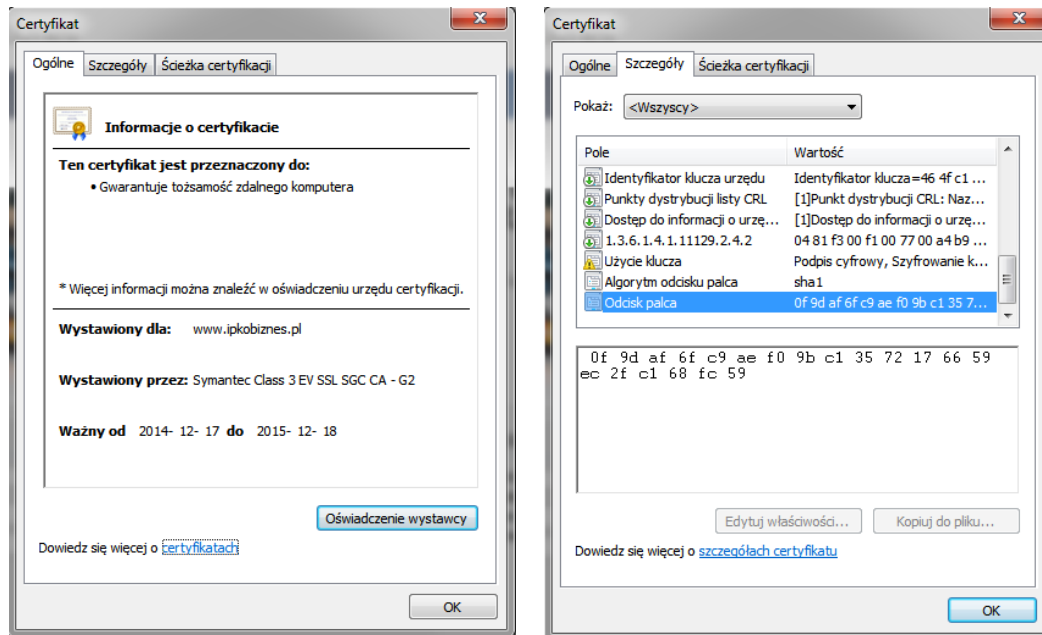 Certyfikat
Ogólne Szczegóły Ścieżka certyfikacji
Informacje o certyfikacie
Ten certyfikat jest przeznaczony do:
• Gwarantuje tożsamość zdalnego komputera
* Więcej informacji można znaleźć w oświadczeniu urzędu certyfikacji.
Wystawiony dla: www.ipkobiznes.pl
Wystawiony przez: Symantec Class 3 EV SSL SGC CA - G2
Ważny od 2014- 12- 17 do 2015- 12- 18
Oświadczenie wystawcy
Dowiedz się więcej o certyfikatach
OK
Certyfikat
Ogólne Szczegóły Ścieżka certyfikacji
Pokaż: <Wszyscy>
Pole Wartość
Identyfikator klucza urzędu Identyfikator klucza=46 4f c1 ...
Punkty dystrybucji listy CRL [1]Punkt dystrybucji CRL: Naz...
Dostęp do informacji o urzę... [1]Dostęp do informacji o urzę...
1.3.6.1.4.1.11129.2.4.2 04 81 f3 00 f1 00 77 00 a4 b9 ...
Użycie klucza Podpis cyfrowy, Szyfrowanie k...
Algorytm odcisku palca sha1
Odcisk palca 0f 9d af 6f c9 ae f0 9b c1 35 7...
0f 9d af 6f c9 ae f0 9b c1 35 72 17 66 59
ec 2f c1 68 fc 59
Edytuj właściwości... Kopiuj do pliku...
Dowiedz się więcej o szczegółach certyfikatu
OK